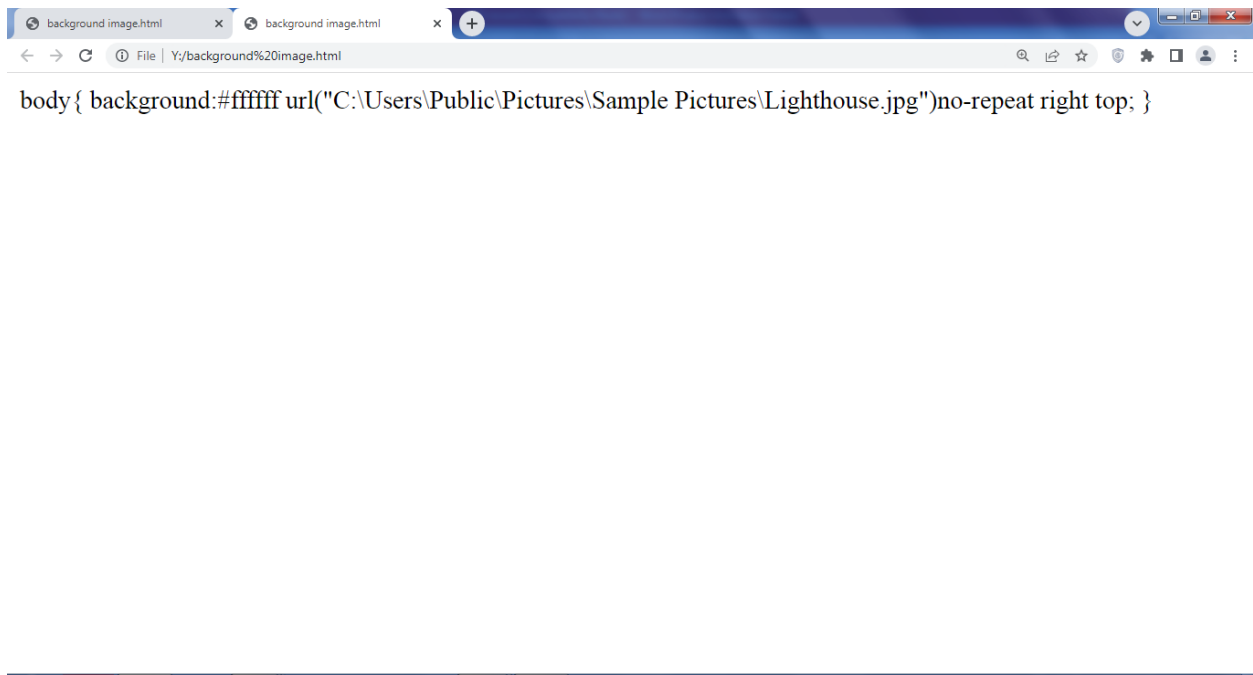 background image.html
background image.html
File | Y:/background%20image.html
body{ background:#ffffff url("C:\Users\Public\Pictures\Sample Pictures\Lighthouse.jpg")no-repeat right top; }